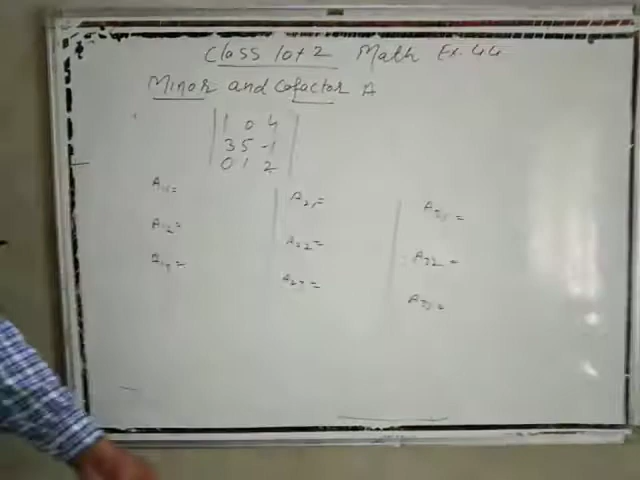 Class 10+2 Math Ex. 4.4
Minor and Cofactor A
1 0 4
3 5 -1
0 1 2
A11=
A12=
A13=
A21=
A22=
A23=
A31=
A32=
A33=